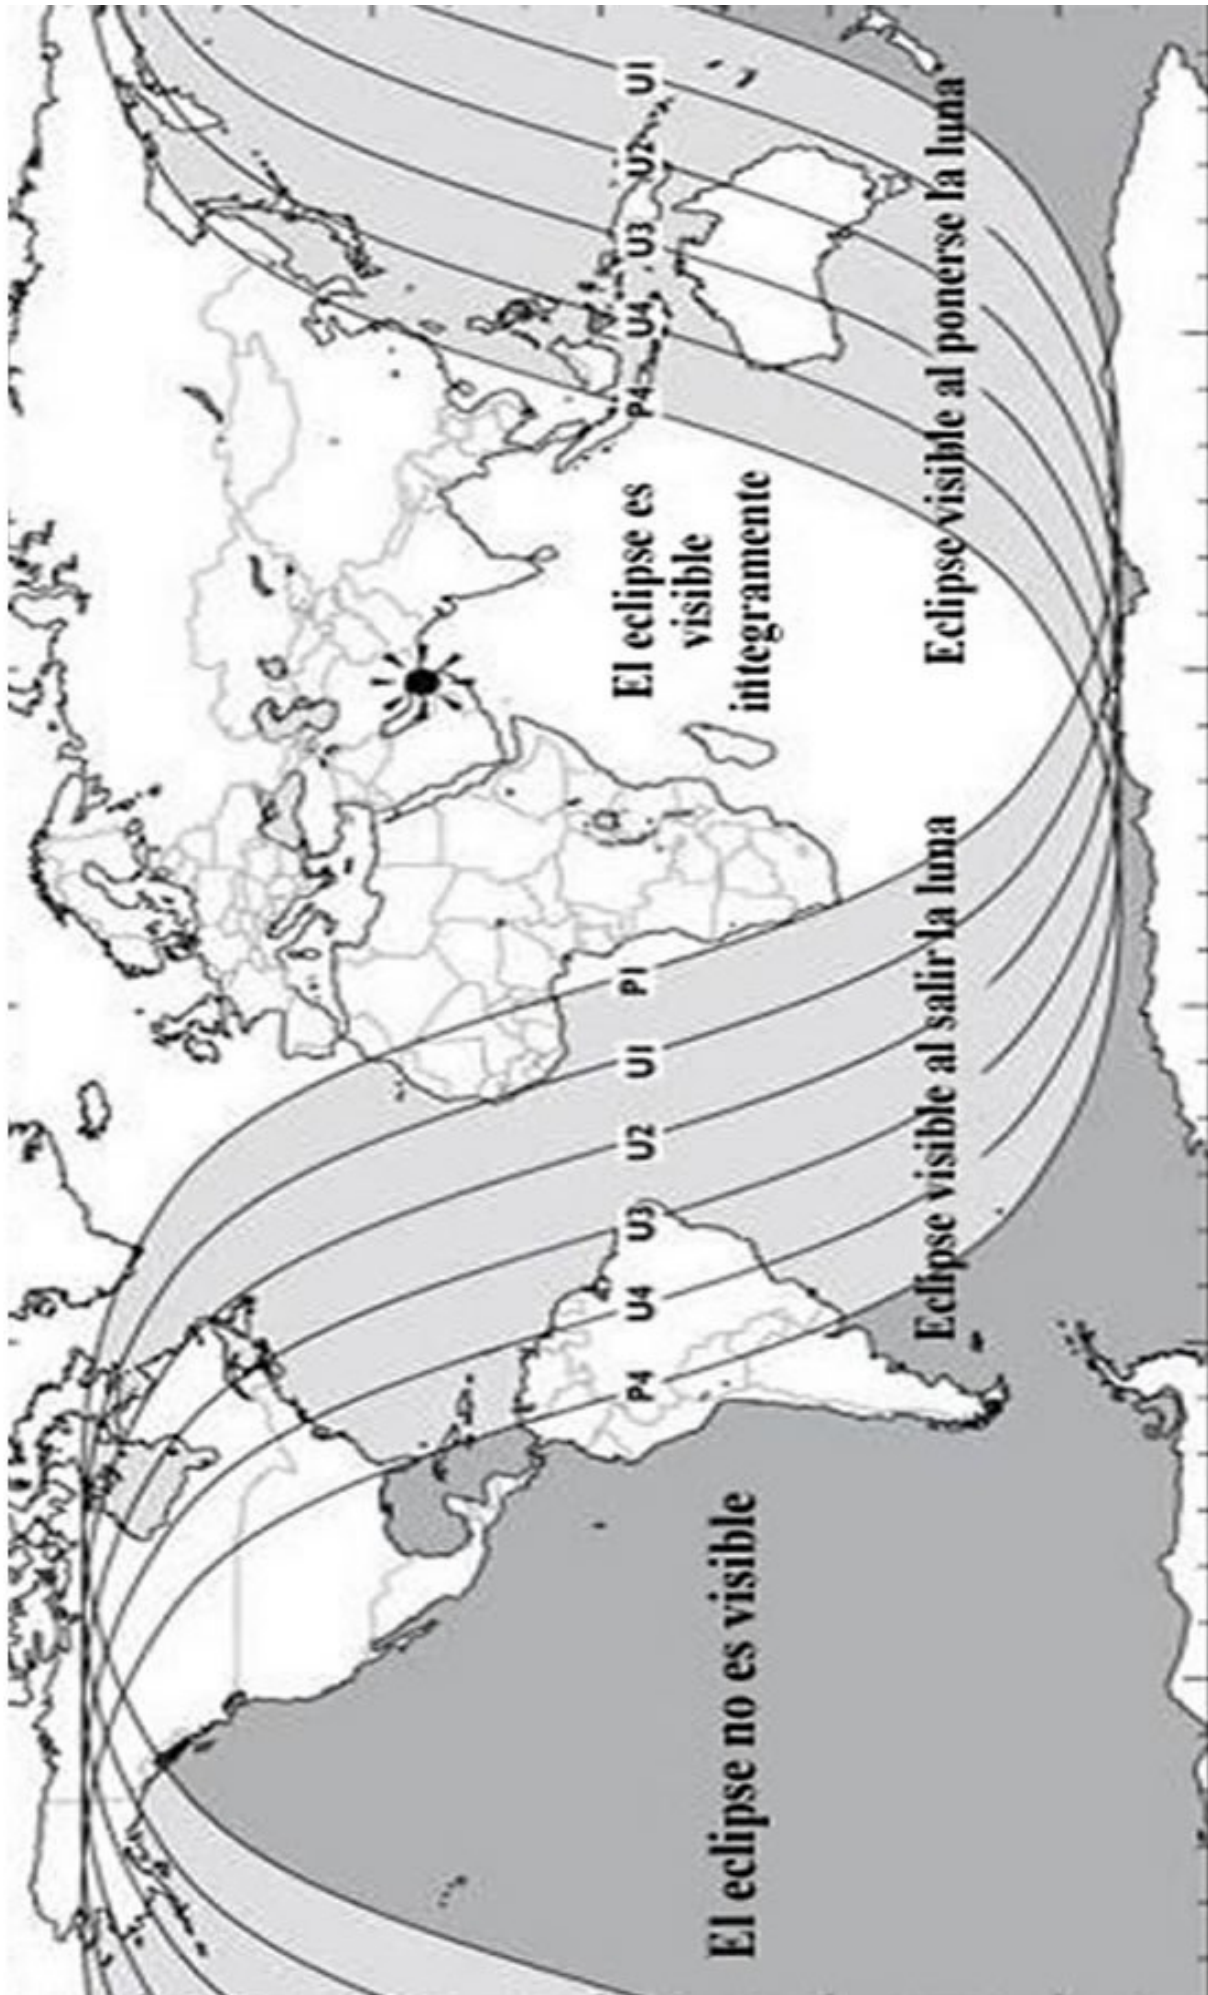 El eclipse no es visible
P4
U4
U3
U2
U1
P1
Eclipse visible al salir la luna
El eclipse es
visible
íntegramente
P4
U4
U3
U2
U1
Eclipse visible al ponerse la luna